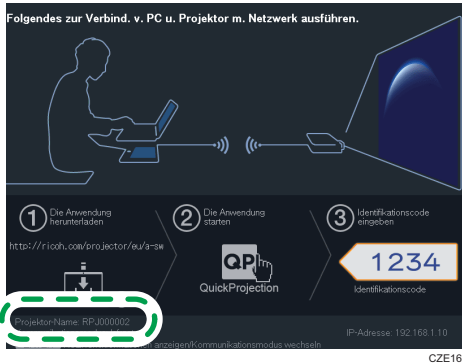 Folgendes zur Verbind. v. PC u. Projektor m. Netzwerk ausführen.
1 Die Anwendung
herunterladen
http://ricoh.com/projector/eu/a-sw
2 Die Anwendung
starten
QP
QuickProjection
3 Identifikationscode
eingeben
1234
Identifikationscode
Projektor-Name: RPJ000002
IP-Adresse: 192.168.1.10
anzeigen/Kommunikationsmodus wechseln
CZE16